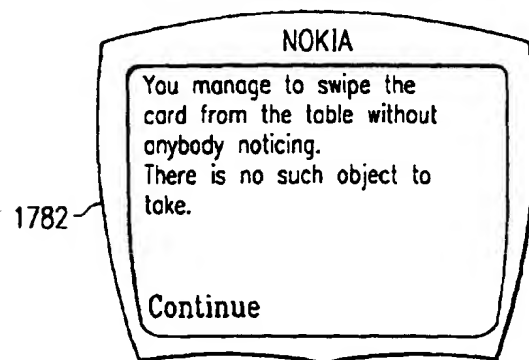 NOKIA
You manage to swipe the
card from the table without
anybody noticing.
There is no such object to
take.
1782
Continue